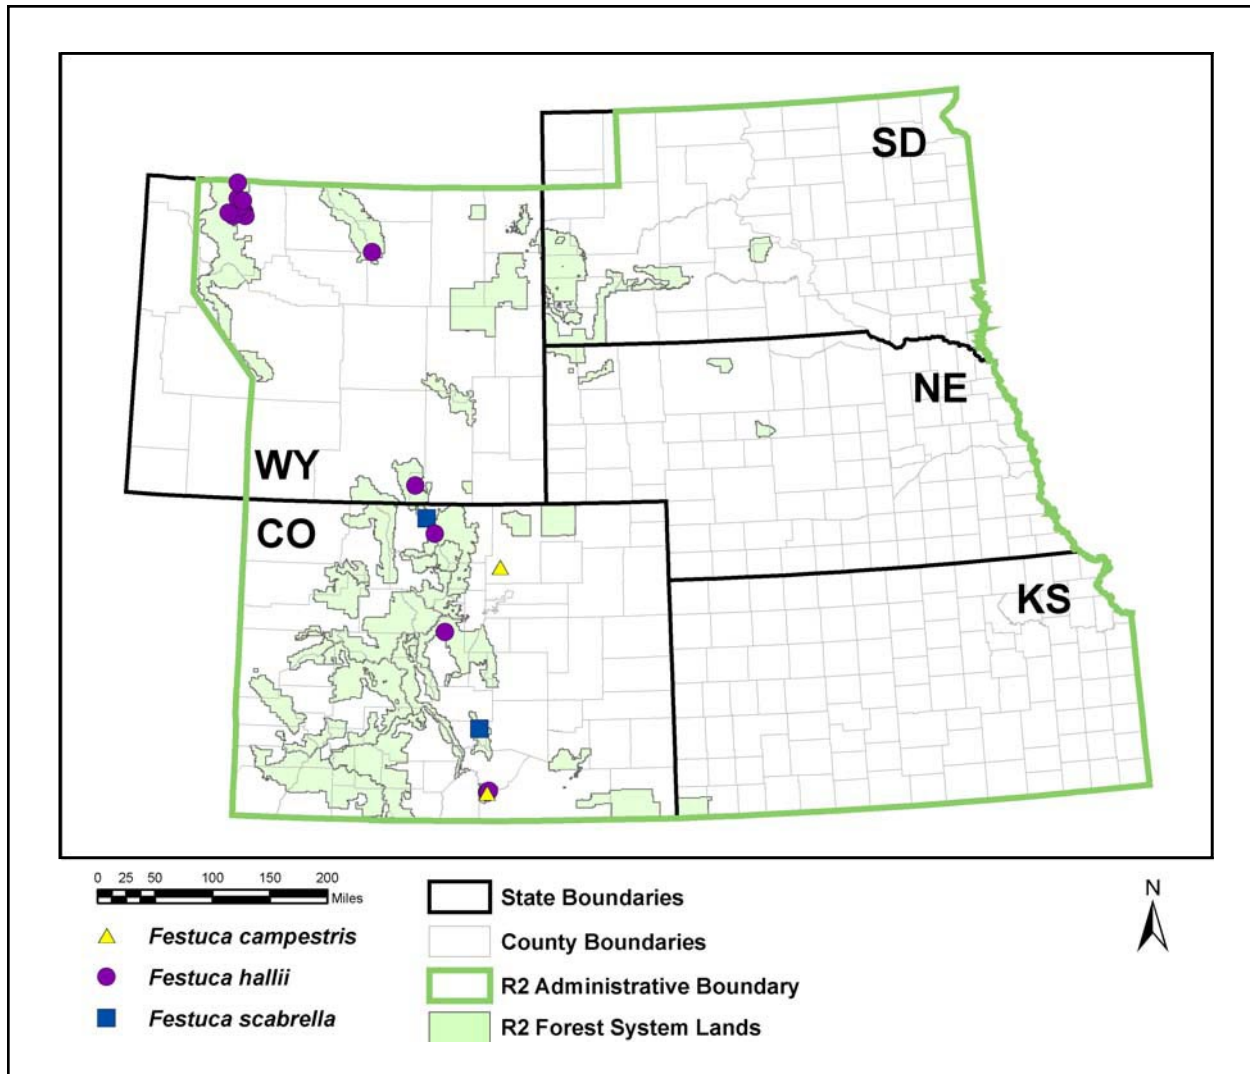 SD
NE
WY
CO
KS
0 25 50 100 150 200
Miles
N
Festuca campestris
Festuca hallii
Festuca scabrella
State Boundaries
County Boundaries
R2 Administrative Boundary
R2 Forest System Lands